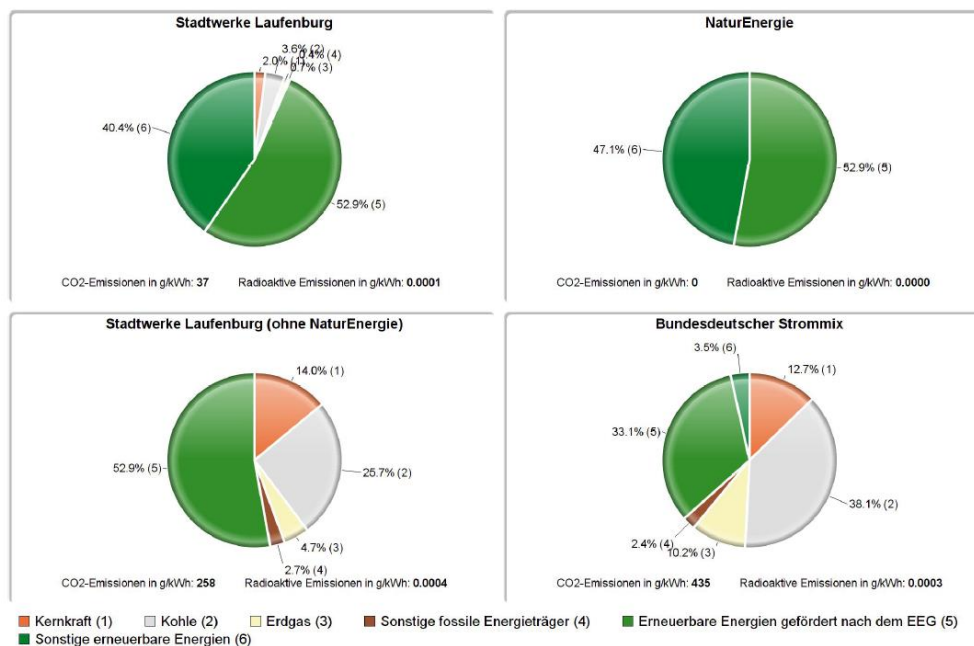 Stadtwerke Laufenburg
3.6% (2)
0.4% (4)
2.0% (1)
0.7% (3)
40.4% (6)
52.9% (5)
CO2-Emissionen in g/kWh: 37 Radioaktive Emissionen in g/kWh: 0.0001
NaturEnergie
47.1% (6)
52.9% (5)
CO2-Emissionen in g/kWh: 0 Radioaktive Emissionen in g/kWh: 0.0000
Stadtwerke Laufenburg (ohne NaturEnergie)
14.0% (1)
52.9% (5)
25.7% (2)
4.7% (3)
2.7% (4)
CO2-Emissionen in g/kWh: 258 Radioaktive Emissionen in g/kWh: 0.0004
Bundesdeutscher Strommix
3.5% (6)
12.7% (1)
33.1% (5)
38.1% (2)
2.4% (4)
10.2% (3)
CO2-Emissionen in g/kWh: 435 Radioaktive Emissionen in g/kWh: 0.0003
Kernkraft (1) Kohle (2) Erdgas (3) Sonstige fossile Energieträger (4) Erneuerbare Energien gefördert nach dem EEG (5)
Sonstige erneuerbare Energien (6)